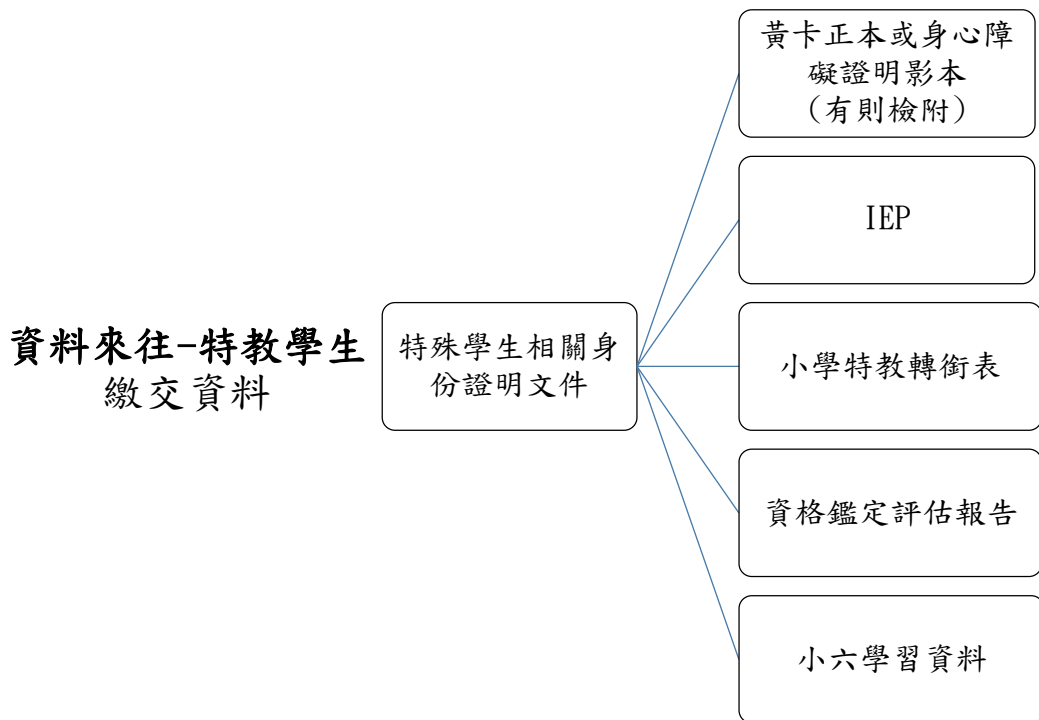 資料來往-特教學生
繳交資料
特殊學生相關身
份證明文件
黃卡正本或身心障
礙證明影本
(有則檢附)
IEP
小學特教轉銜表
資格鑑定評估報告
小六學習資料